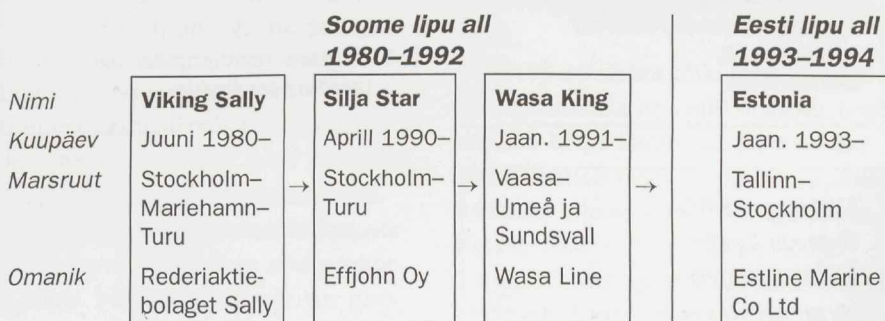 Soome lipu all
1980–1992
Eesti lipu all
1993–1994
Nimi
Viking Sally
Silja Star
Wasa King
Estonia
Kuupäev
Juuni 1980–
Aprill 1990–
Jaan. 1991–
Jaan. 1993–
Marsruut
Stockholm–
Mariehamn–
Turu
→
Stockholm–
Turu
→
Vaasa–
Umeå ja
Sundsvall
→
Tallinn–
Stockholm
Omanik
Rederiaktie-
bolaget Sally
Effjohn Oy
Wasa Line
Estline Marine
Co Ltd